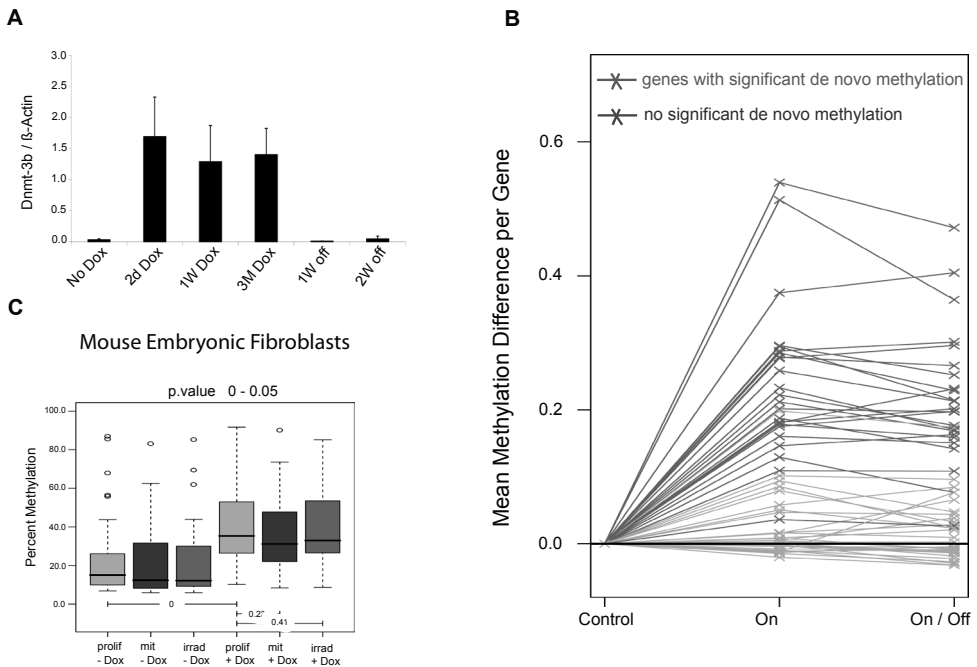 A
3.0
2.5
2.0
1.5
1.0
0.5
0.0
Dnmt-3b / ß-Actin
No Dox
2d Dox
1W Dox
3M Dox
1W off
2W off
B
genes with significant de novo methylation
no significant de novo methylation
0.6
0.4
0.2
0.0
Mean Methylation Difference per Gene
Control
On
On / Off
C
Mouse Embryonic Fibroblasts
p.value 0 - 0.05
100.0
80.0
60.0
40.0
20.0
0.0
Percent Methylation
0
0.41
prolif
- Dox
mit
- Dox
irrad
- Dox
prolif
+ Dox
mit
+ Dox
irrad
+ Dox